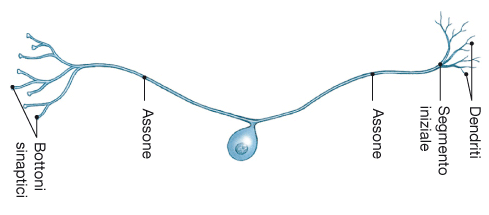 Dendriti
Segmento
iniziale
Assone
Assone
Bottoni
sinaptici